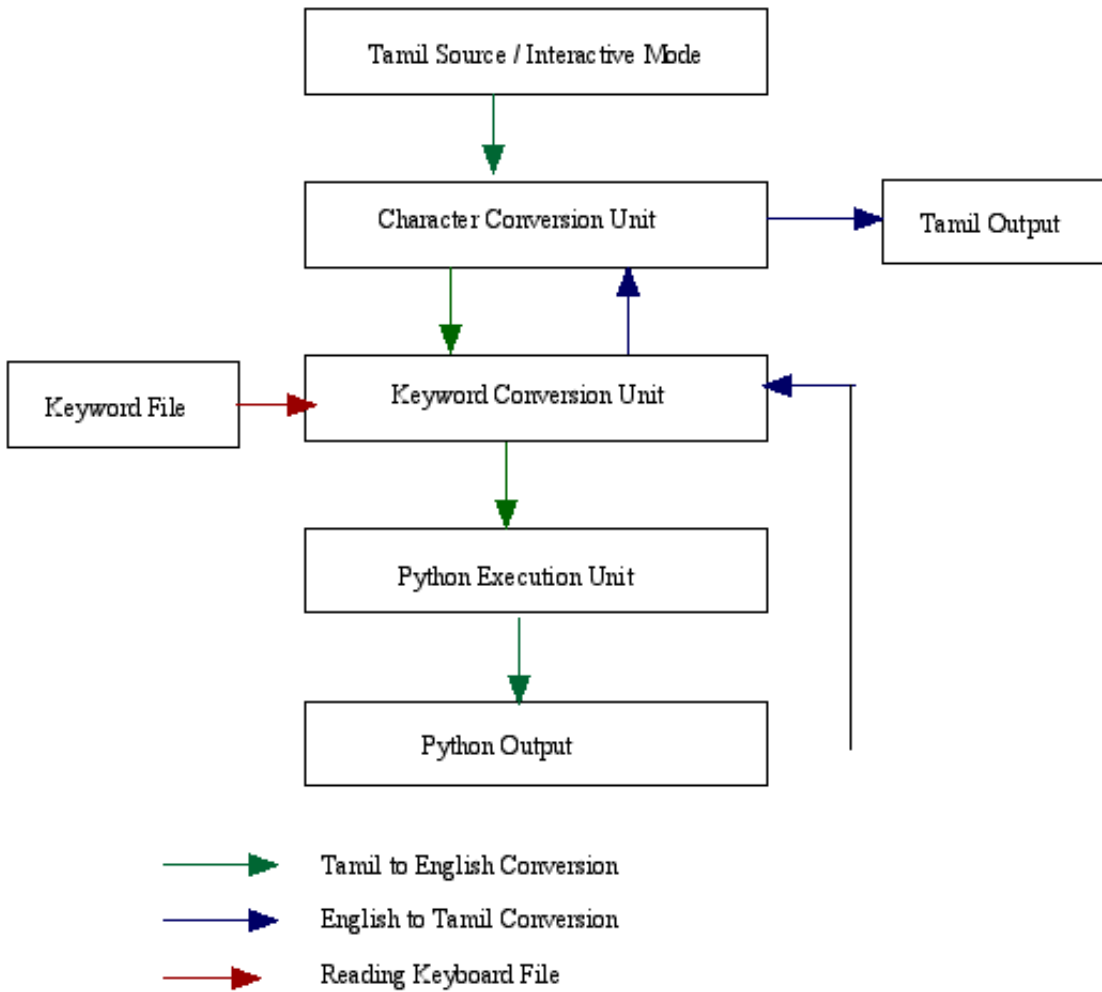 Tamil Source / Interactive Mode
Character Conversion Unit
Tamil Output
Keyword File
Keyword Conversion Unit
Python Execution Unit
Python Output
Tamil to English Conversion
English to Tamil Conversion
Reading Keyboard File